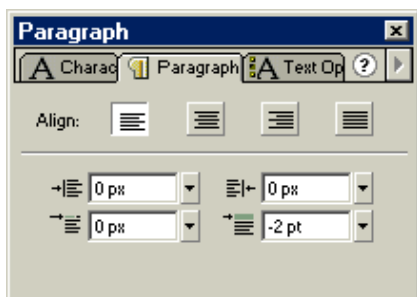 Paragraph
A Charac Paragraph A Text Op ?
Align:
0 px 0 px
0 px -2 pt